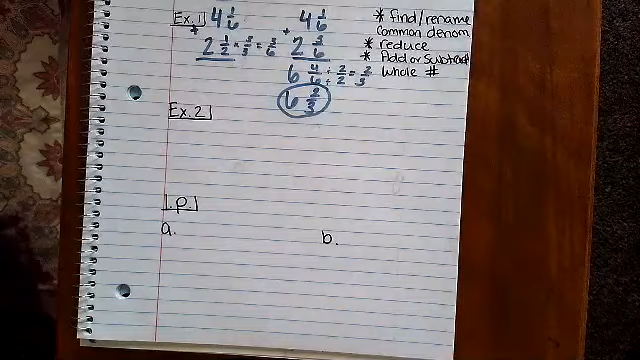 Ex. 1 4 1/6 4 1/6
+ 2 1/2 × 3/3 = 3/6 + 2 3/6
6 4/6 ÷ 2/2 = 2/3
6 2/3
* find/rename
common denom
* reduce
* Add or subtract
whole #
Ex. 2
I.P.
a.
b.